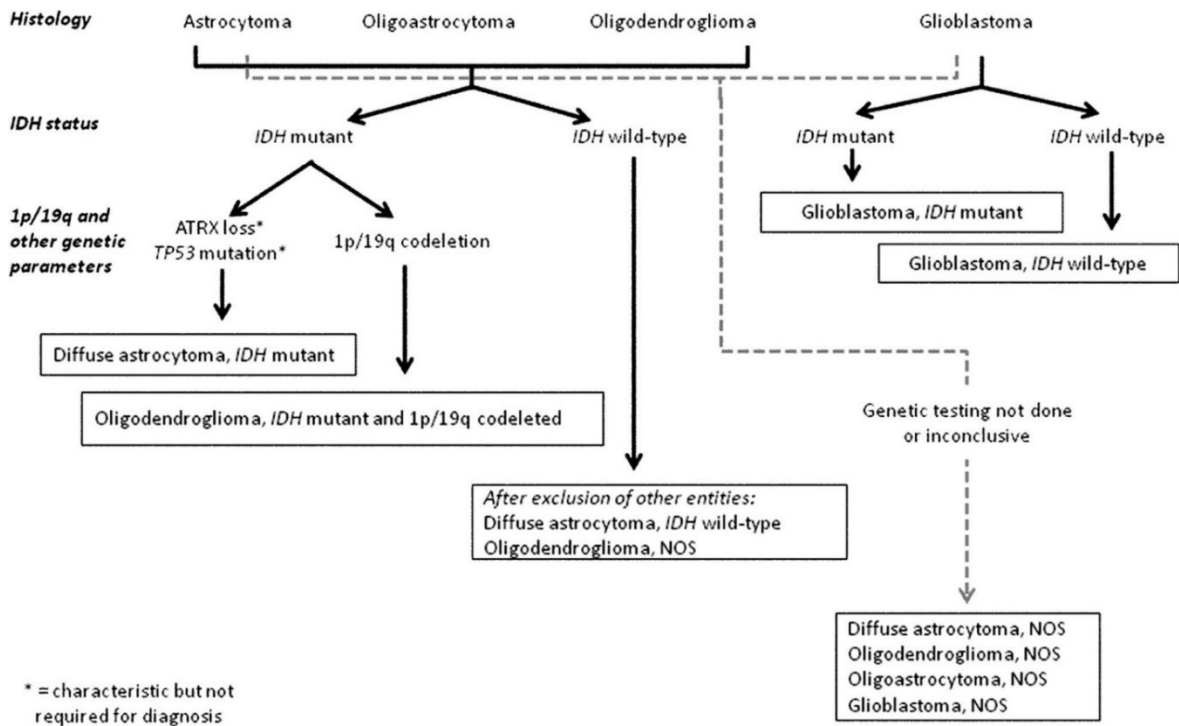 Histology
Astrocytoma
Oligoastrocytoma
Oligodendroglioma
Glioblastoma
IDH status
IDH mutant
IDH wild-type
IDH mutant
IDH wild-type
1p/19q and
other genetic
parameters
ATRX loss*
TP53 mutation*
1p/19q codeletion
Glioblastoma, IDH mutant
Glioblastoma, IDH wild-type
Diffuse astrocytoma, IDH mutant
Oligodendroglioma, IDH mutant and 1p/19q codeleted
Genetic testing not done
or inconclusive
After exclusion of other entities:
Diffuse astrocytoma, IDH wild-type
Oligodendroglioma, NOS
Diffuse astrocytoma, NOS
Oligodendroglioma, NOS
Oligoastrocytoma, NOS
Glioblastoma, NOS
* = characteristic but not
required for diagnosis